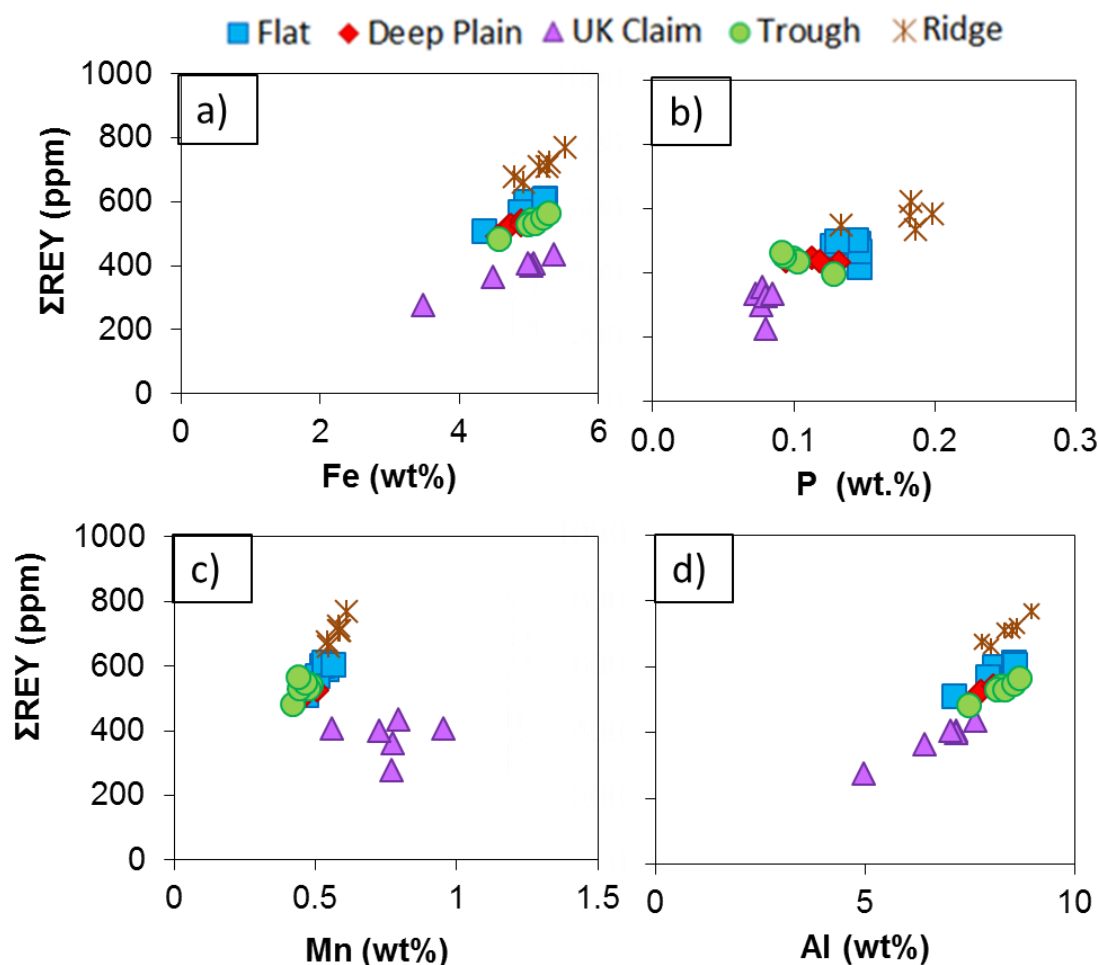 Flat Deep Plain UK Claim Trough Ridge
a)
b)
ΣREY (ppm)
1000
800
600
400
200
0
0 2 4 6
Fe (wt%)
0.0 0.1 0.2 0.3
P (wt.%)
c)
d)
ΣREY (ppm)
1000
800
600
400
200
0
0 0.5 1 1.5
Mn (wt%)
0 5 10
Al (wt%)